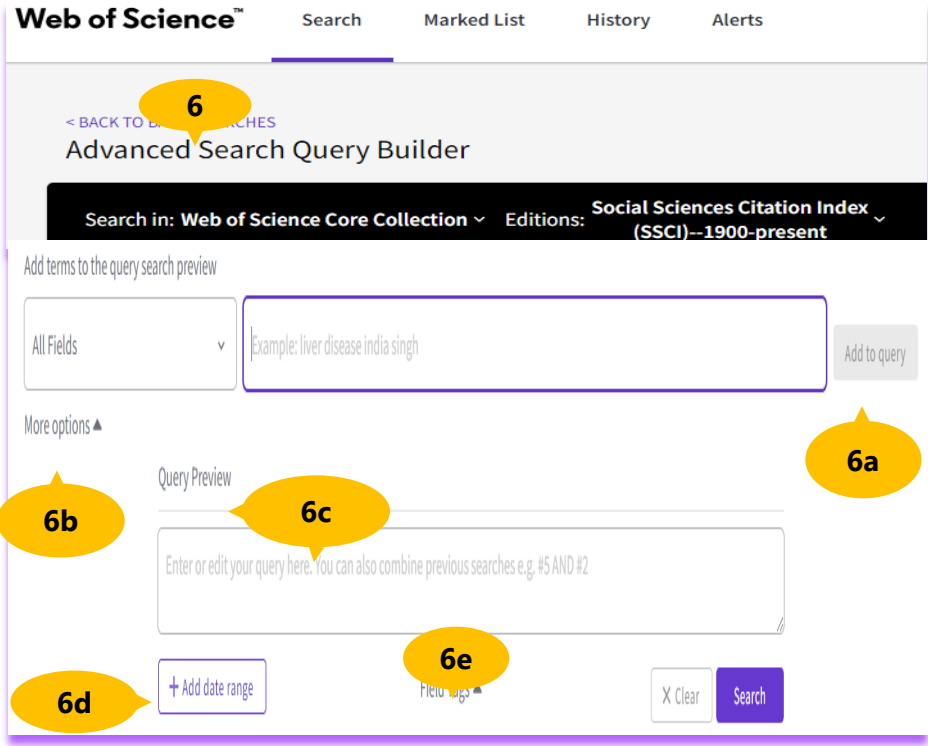 Web of Science™ Search Marked List History Alerts
6
< BACK TO CHES
Advanced Search Query Builder
Search in: Web of Science Core Collection Editions: Social Sciences Citation Index
(SSCI)--1900-present
Add terms to the query search preview
All Fields Example: liver disease india singh Add to query
More options
6a
Query Preview
6b 6c
Enter or edit your query here. You can also combine previous searches e.g. #5 AND #2
6e
+ Add date range Field Tags X Clear Search
6d